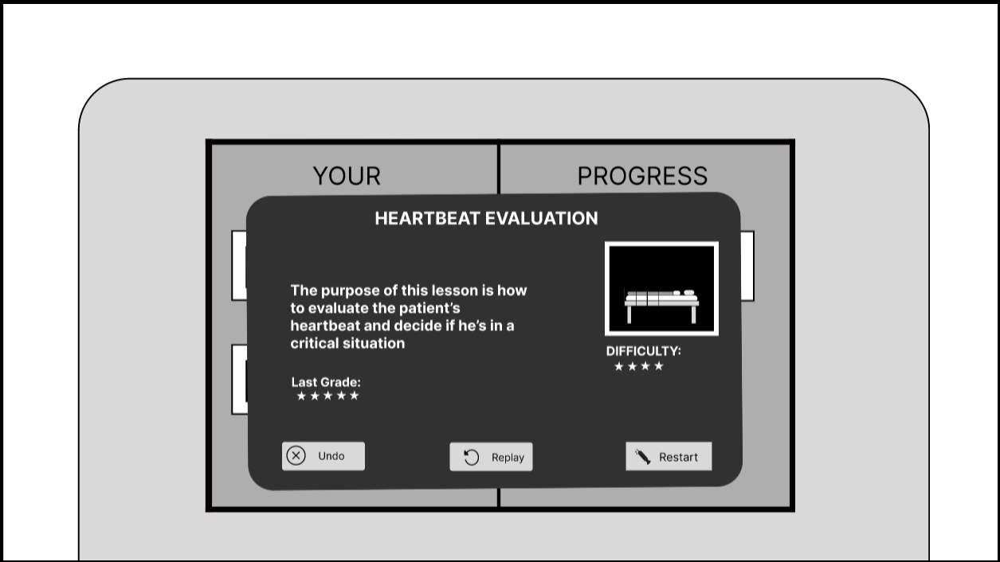 YOUR PROGRESS
HEARTBEAT EVALUATION
The purpose of this lesson is how
to evaluate the patient’s
heartbeat and decide if he’s in a
critical situation
Last Grade:
★★★★★
DIFFICULTY:
★★★★
Undo
Replay
Restart